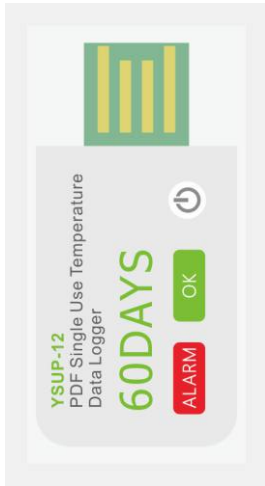 YSUP-12
PDF Single Use Temperature
Data Logger
60DAYS
ALARM
OK